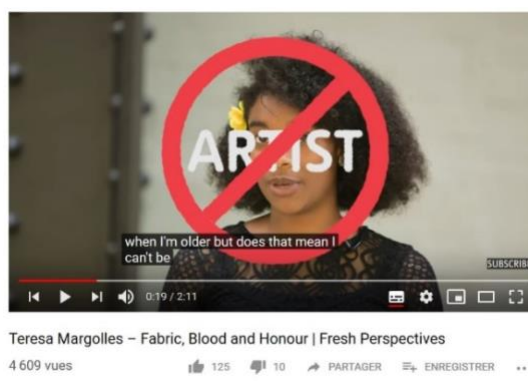 ARTIST
when I'm older but does that mean I
can't be
SUBSCRIBE
0:19 / 2:11
Teresa Margolles – Fabric, Blood and Honour | Fresh Perspectives
4 609 vues
125 10 PARTAGER ENREGISTRER